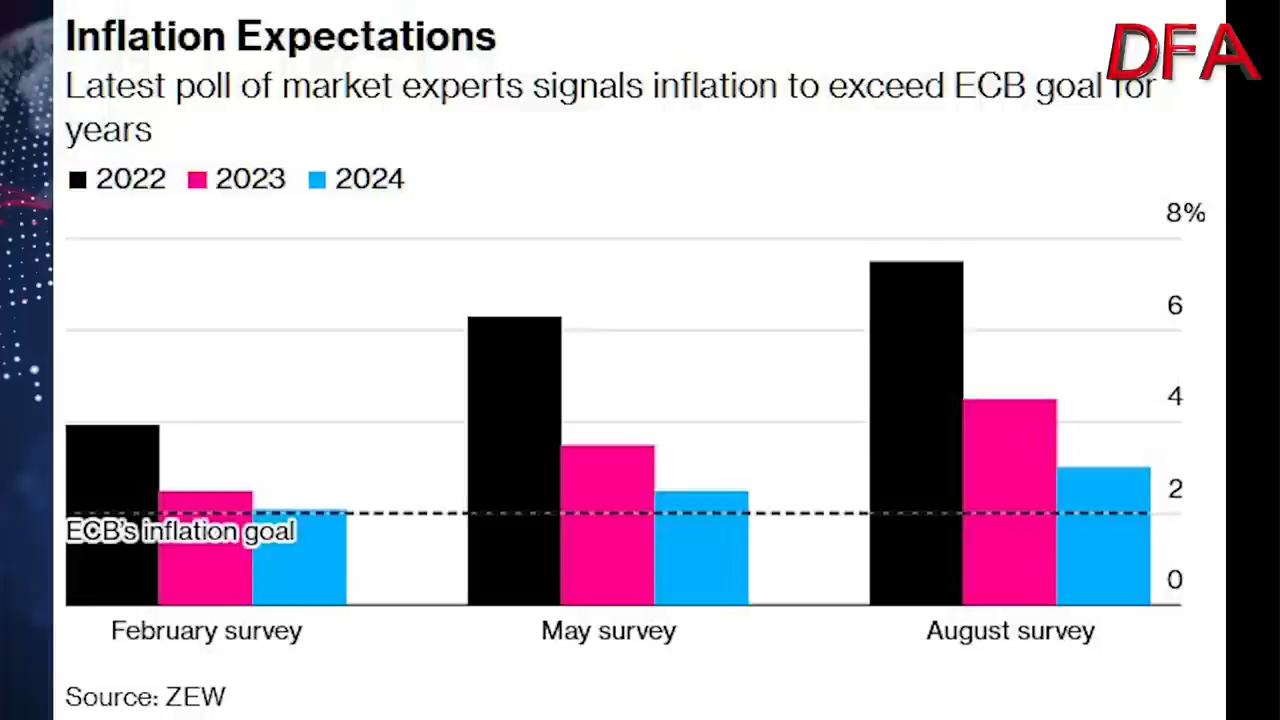 Inflation Expectations
DFA
Latest poll of market experts signals inflation to exceed ECB goal for
years
2022 2023 2024
8%
6
4
2
ECB's inflation goal
0
February survey May survey August survey
Source: ZEW